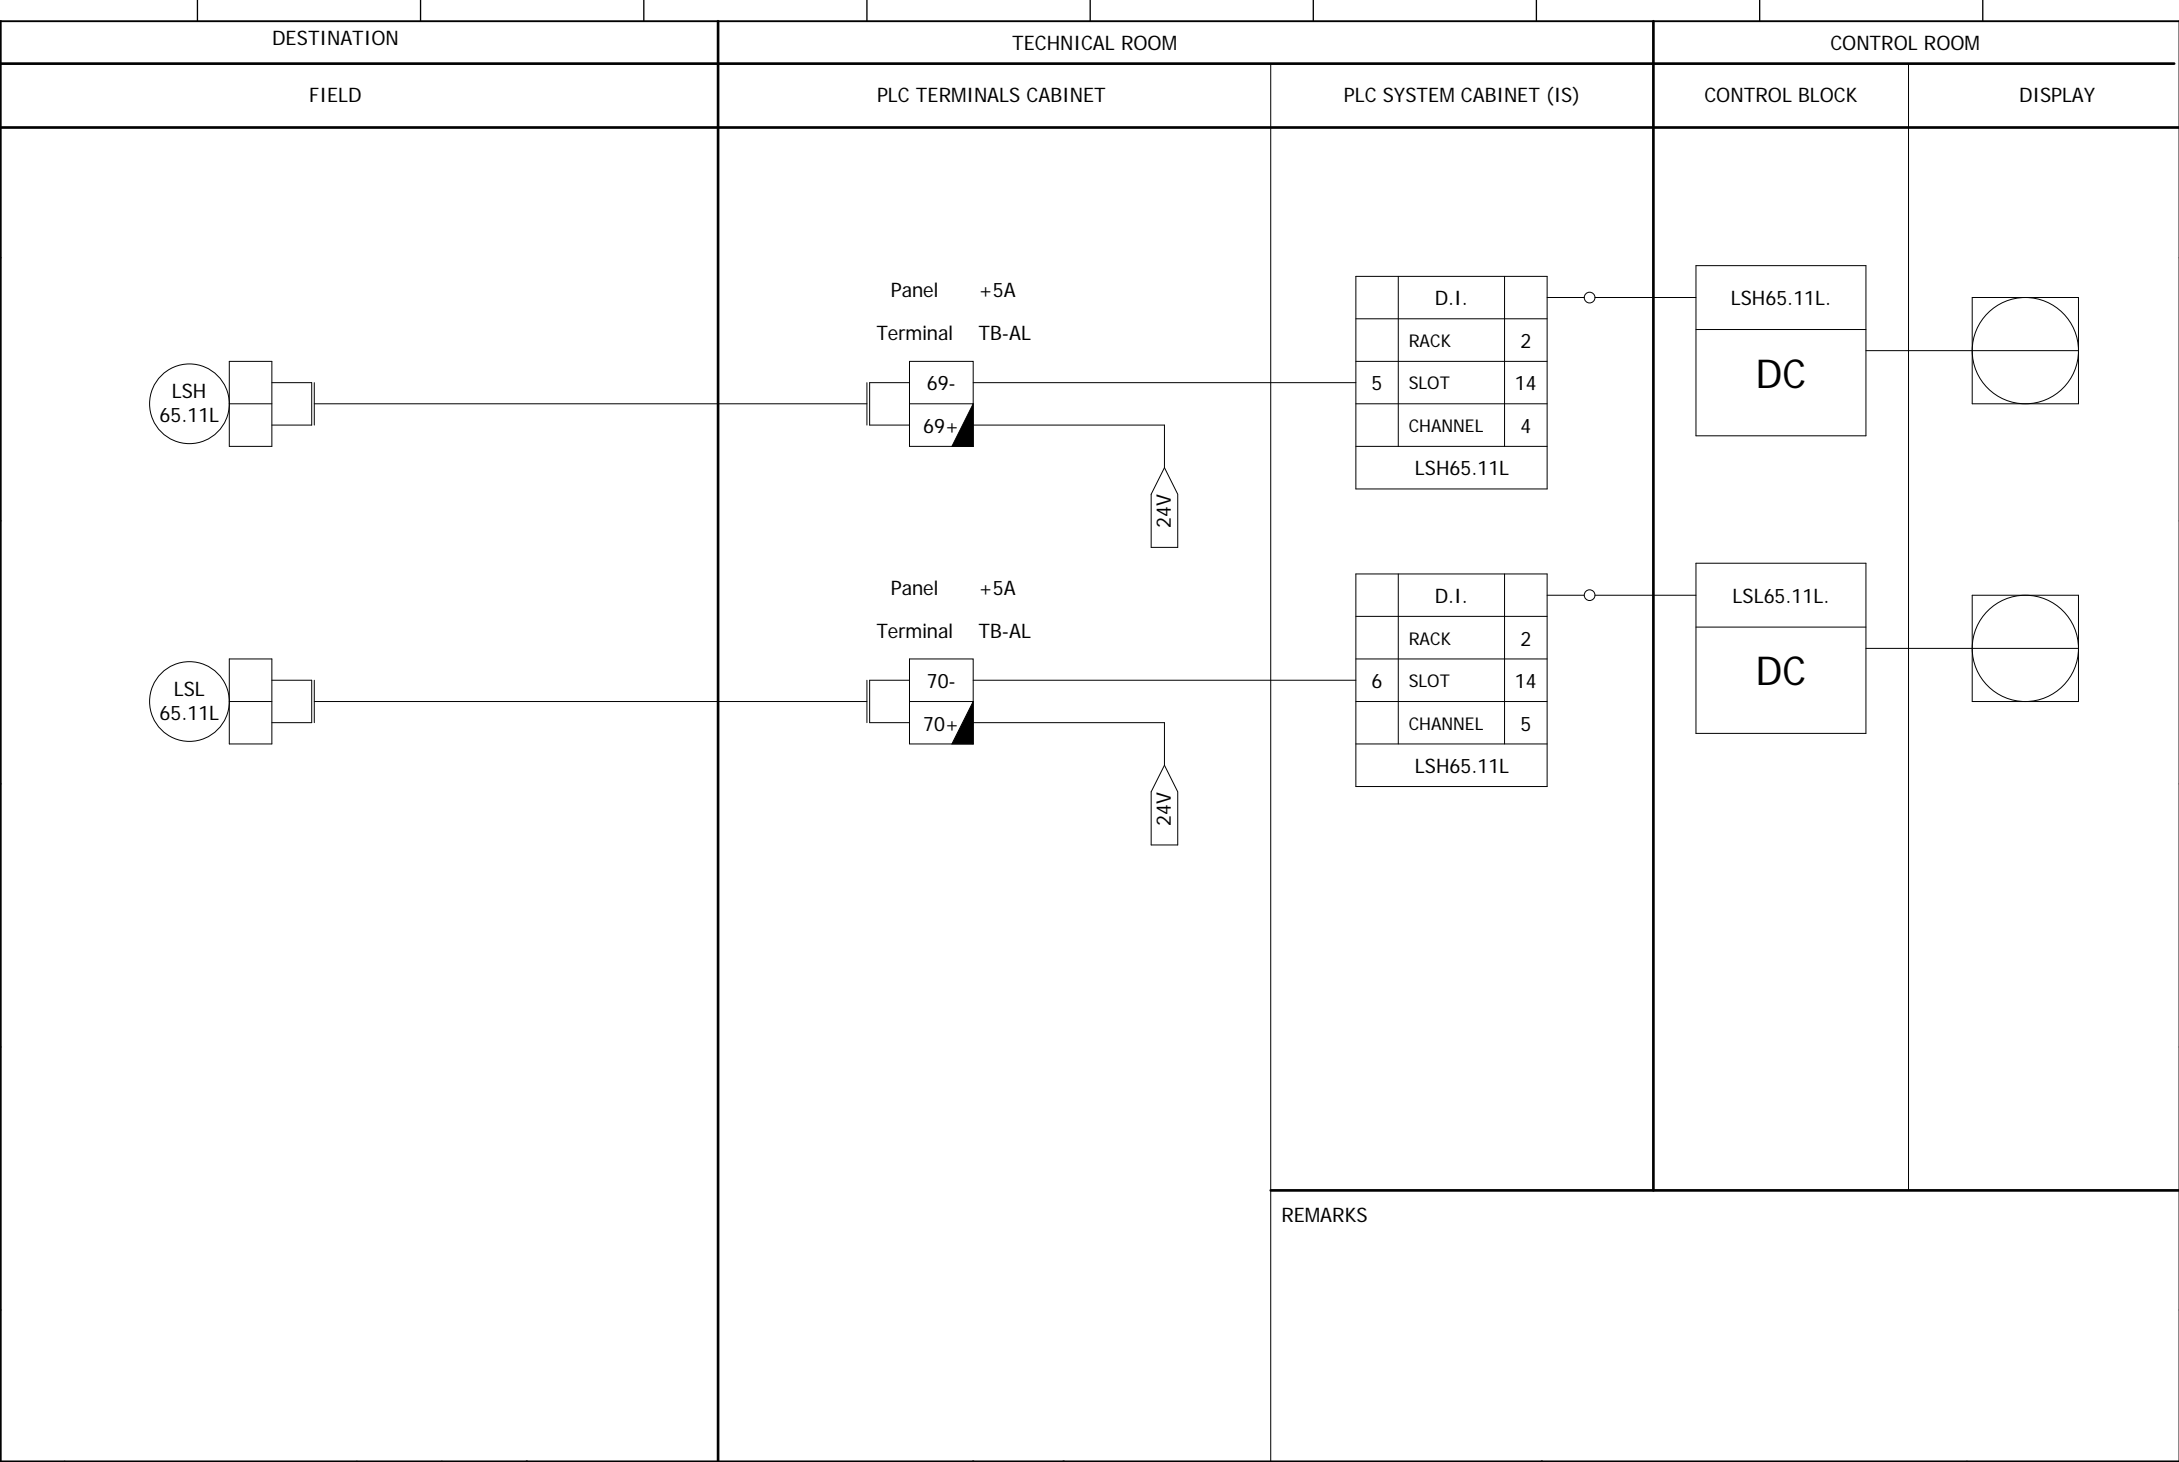 DESTINATION
TECHNICAL ROOM
CONTROL ROOM
FIELD
PLC TERMINALS CABINET
PLC SYSTEM CABINET (IS)
CONTROL BLOCK
DISPLAY
LSH
65.11L
Panel +5A
Terminal TB-AL
69-
69+
24V
D.I.
RACK 2
5 SLOT 14
CHANNEL 4
LSH65.11L
LSH65.11L.
DC
LSL
65.11L
Panel +5A
Terminal TB-AL
70-
70+
24V
D.I.
RACK 2
6 SLOT 14
CHANNEL 5
LSH65.11L
LSL65.11L.
DC
REMARKS